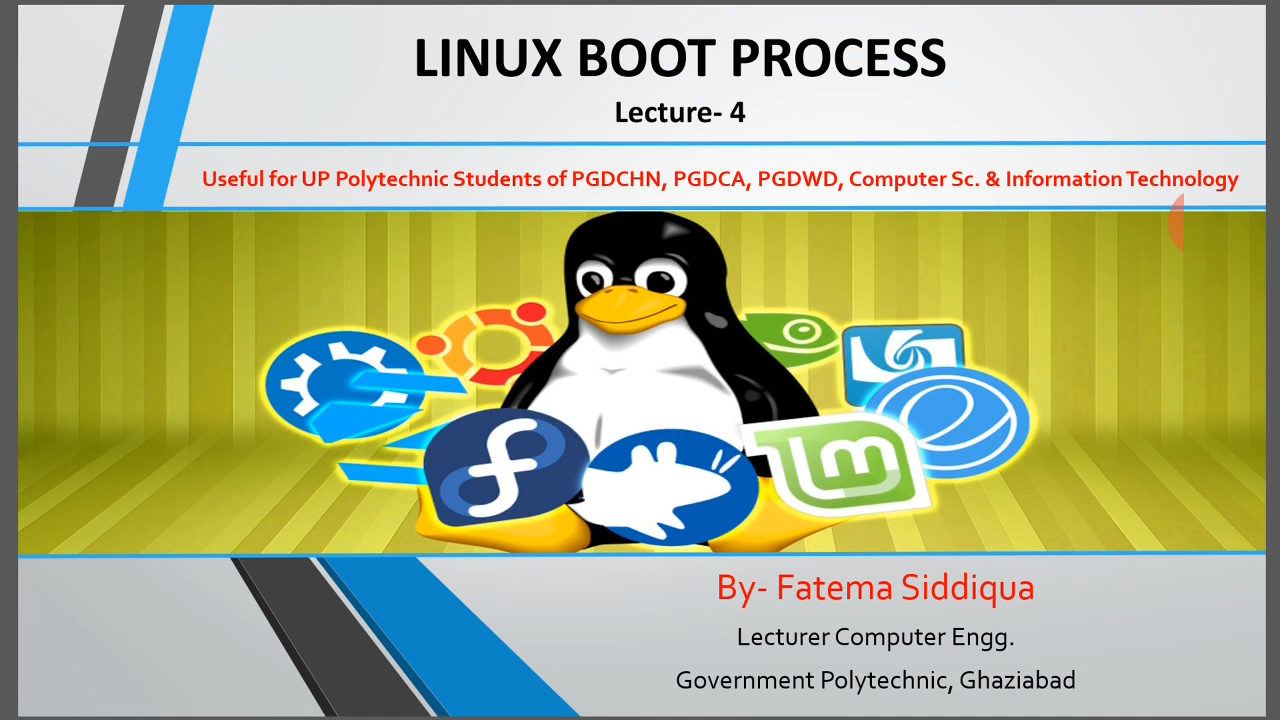 LINUX BOOT PROCESS
Lecture- 4
Useful for UP Polytechnic Students of PGDCHN, PGDCA, PGDWD, Computer Sc. & Information Technology
By- Fatema Siddiqua
Lecturer Computer Engg.
Government Polytechnic, Ghaziabad